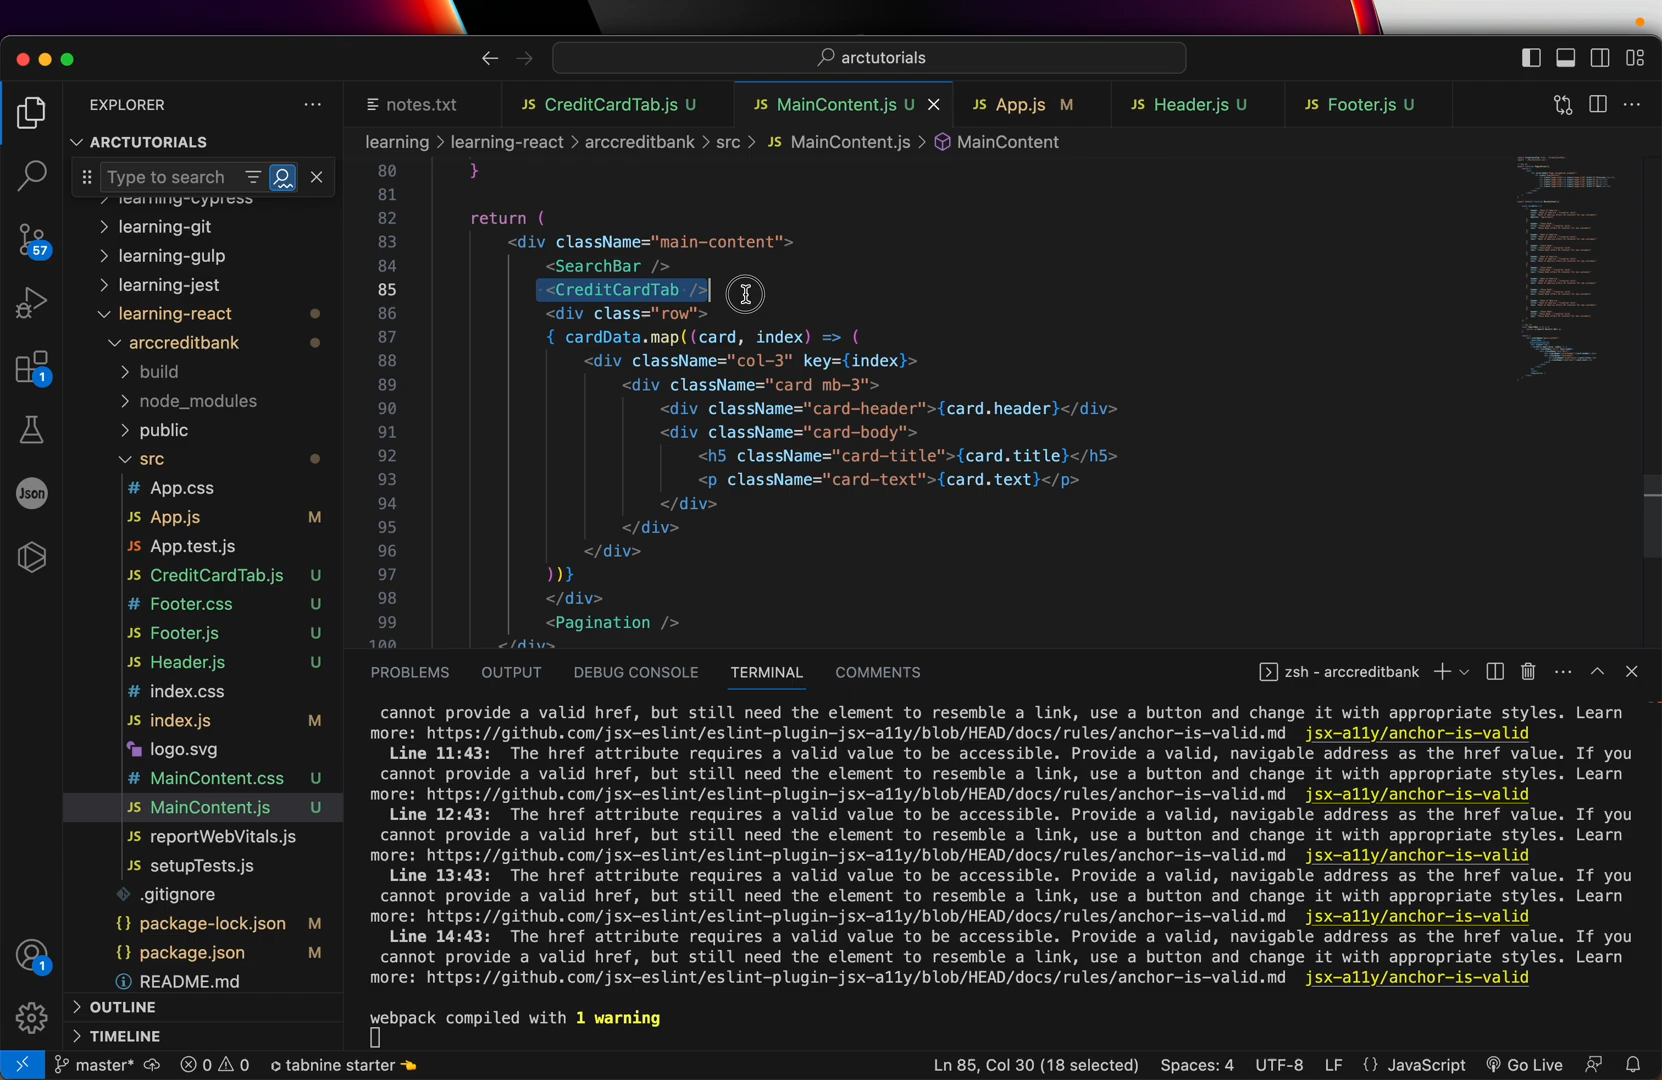 arctutorials
EXPLORER
notes.txt
JS CreditCardTab.js U
JS MainContent.js U
JS App.js M
JS Header.js U
JS Footer.js U
ARCTUTORIALS
learning > learning-react > arccreditbank > src > JS MainContent.js > MainContent
Type to search
learning-cypress
learning-git
learning-gulp
learning-jest
learning-react
arccreditbank
build
node_modules
public
src
# App.css
JS App.js M
JS App.test.js
JS CreditCardTab.js U
# Footer.css U
JS Footer.js U
JS Header.js U
# index.css
JS index.js M
logo.svg
# MainContent.css U
JS MainContent.js U
JS reportWebVitals.js
JS setupTests.js
.gitignore
{} package-lock.json M
{} package.json M
README.md
OUTLINE
TIMELINE
57
1
Json
1
80 }
81
82 return (
83 <div className="main-content">
84 <SearchBar />
85 <CreditCardTab />
86 <div class="row">
87 { cardData.map((card, index) => (
88 <div className="col-3" key={index}>
89 <div className="card mb-3">
90 <div className="card-header">{card.header}</div>
91 <div className="card-body">
92 <h5 className="card-title">{card.title}</h5>
93 <p className="card-text">{card.text}</p>
94 </div>
95 </div>
96 </div>
97 ))}
98 </div>
99 <Pagination />
100 </div>
PROBLEMS OUTPUT DEBUG CONSOLE TERMINAL COMMENTS
zsh - arccreditbank
cannot provide a valid href, but still need the element to resemble a link, use a button and change it with appropriate styles. Learn
more: https://github.com/jsx-eslint/eslint-plugin-jsx-a11y/blob/HEAD/docs/rules/anchor-is-valid.md jsx-a11y/anchor-is-valid
Line 11:43: The href attribute requires a valid value to be accessible. Provide a valid, navigable address as the href value. If you
cannot provide a valid href, but still need the element to resemble a link, use a button and change it with appropriate styles. Learn
more: https://github.com/jsx-eslint/eslint-plugin-jsx-a11y/blob/HEAD/docs/rules/anchor-is-valid.md jsx-a11y/anchor-is-valid
Line 12:43: The href attribute requires a valid value to be accessible. Provide a valid, navigable address as the href value. If you
cannot provide a valid href, but still need the element to resemble a link, use a button and change it with appropriate styles. Learn
more: https://github.com/jsx-eslint/eslint-plugin-jsx-a11y/blob/HEAD/docs/rules/anchor-is-valid.md jsx-a11y/anchor-is-valid
Line 13:43: The href attribute requires a valid value to be accessible. Provide a valid, navigable address as the href value. If you
cannot provide a valid href, but still need the element to resemble a link, use a button and change it with appropriate styles. Learn
more: https://github.com/jsx-eslint/eslint-plugin-jsx-a11y/blob/HEAD/docs/rules/anchor-is-valid.md jsx-a11y/anchor-is-valid
Line 14:43: The href attribute requires a valid value to be accessible. Provide a valid, navigable address as the href value. If you
cannot provide a valid href, but still need the element to resemble a link, use a button and change it with appropriate styles. Learn
more: https://github.com/jsx-eslint/eslint-plugin-jsx-a11y/blob/HEAD/docs/rules/anchor-is-valid.md jsx-a11y/anchor-is-valid
webpack compiled with 1 warning
master* 0 0 tabnine starter Ln 85, Col 30 (18 selected) Spaces: 4 UTF-8 LF {} JavaScript Go Live